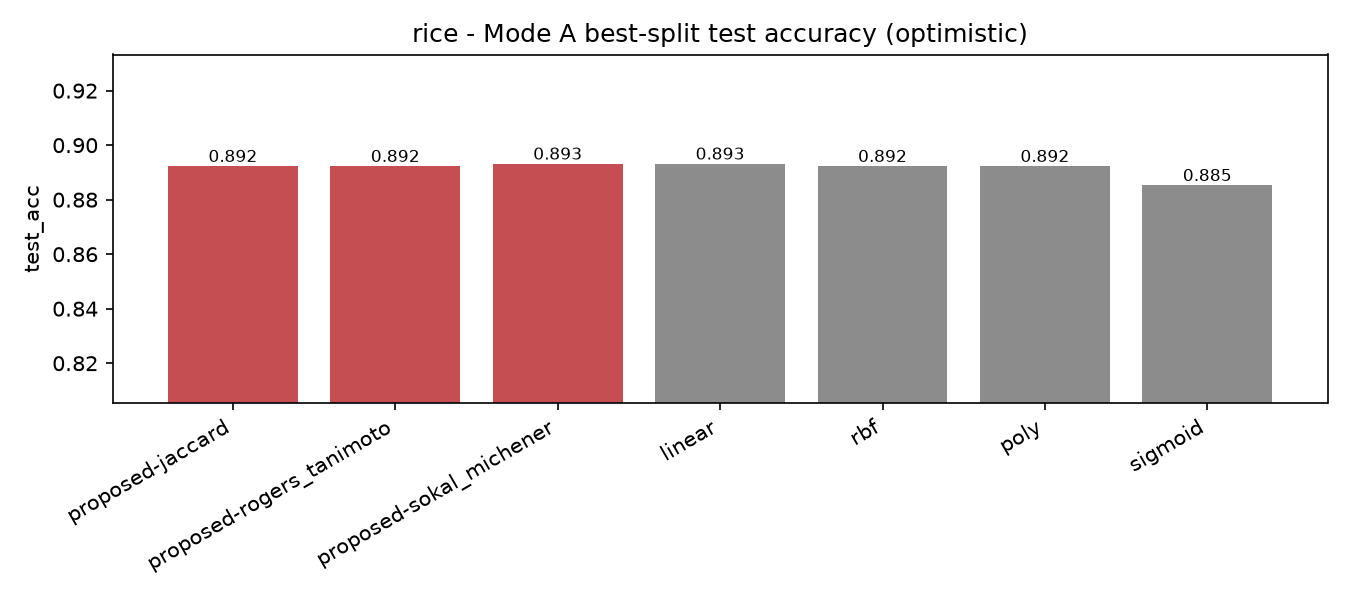 rice - Mode A best-split test accuracy (optimistic)
test_acc
0.92
0.90
0.88
0.86
0.84
0.82
0.892
0.892
0.893
0.893
0.892
0.892
0.885
proposed-jaccard
proposed-rogers_tanimoto
proposed-sokal_michener
linear
rbf
poly
sigmoid